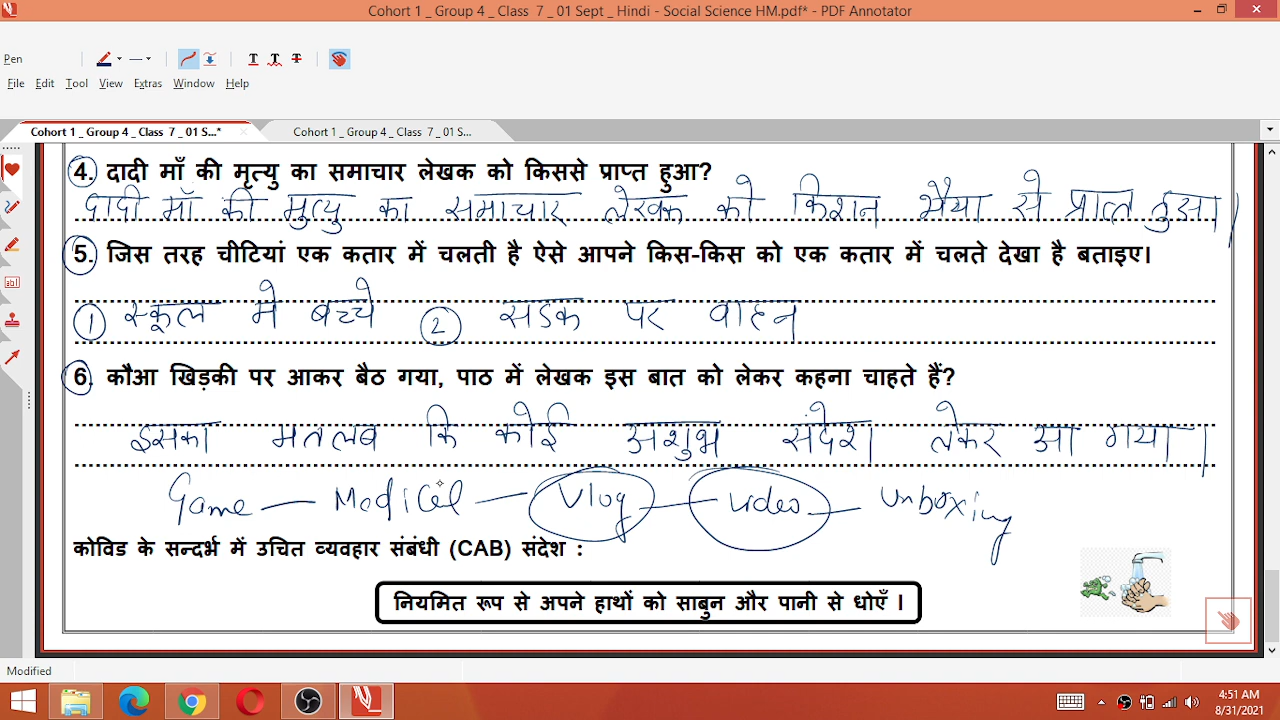 Cohort 1 _ Group 4 _ Class 7 _ 01 Sept _ Hindi - Social Science HM.pdf* - PDF Annotator
Pen
File Edit Tool View Extras Window Help
Cohort 1 _ Group 4 _ Class 7 _ 01 S...* Cohort 1 _ Group 4 _ Class 7 _ 01 S...
4. दादी माँ की मृत्यु का समाचार लेखक को किससे प्राप्त हुआ?
दादी माँ की मृत्यु का समाचार लेखक को किशन भैया से प्राप्त हुआ।
5. जिस तरह चीटियां एक कतार में चलती है ऐसे आपने किस-किस को एक कतार में चलते देखा है बताइए।
1 स्कूल मे बच्चे 2 सडक पर वाहन
6. कौआ खिड़की पर आकर बैठ गया, पाठ में लेखक इस बात को लेकर कहना चाहते हैं?
इसका मतलब कि कोई अशुभ संदेश लेकर आ गया।
Game — Medical — Vlog — video — unboxing
कोविड के सन्दर्भ में उचित व्यवहार संबंधी (CAB) संदेश :
नियमित रूप से अपने हाथों को साबुन और पानी से धोएँ ।
Modified
4:51 AM
8/31/2021